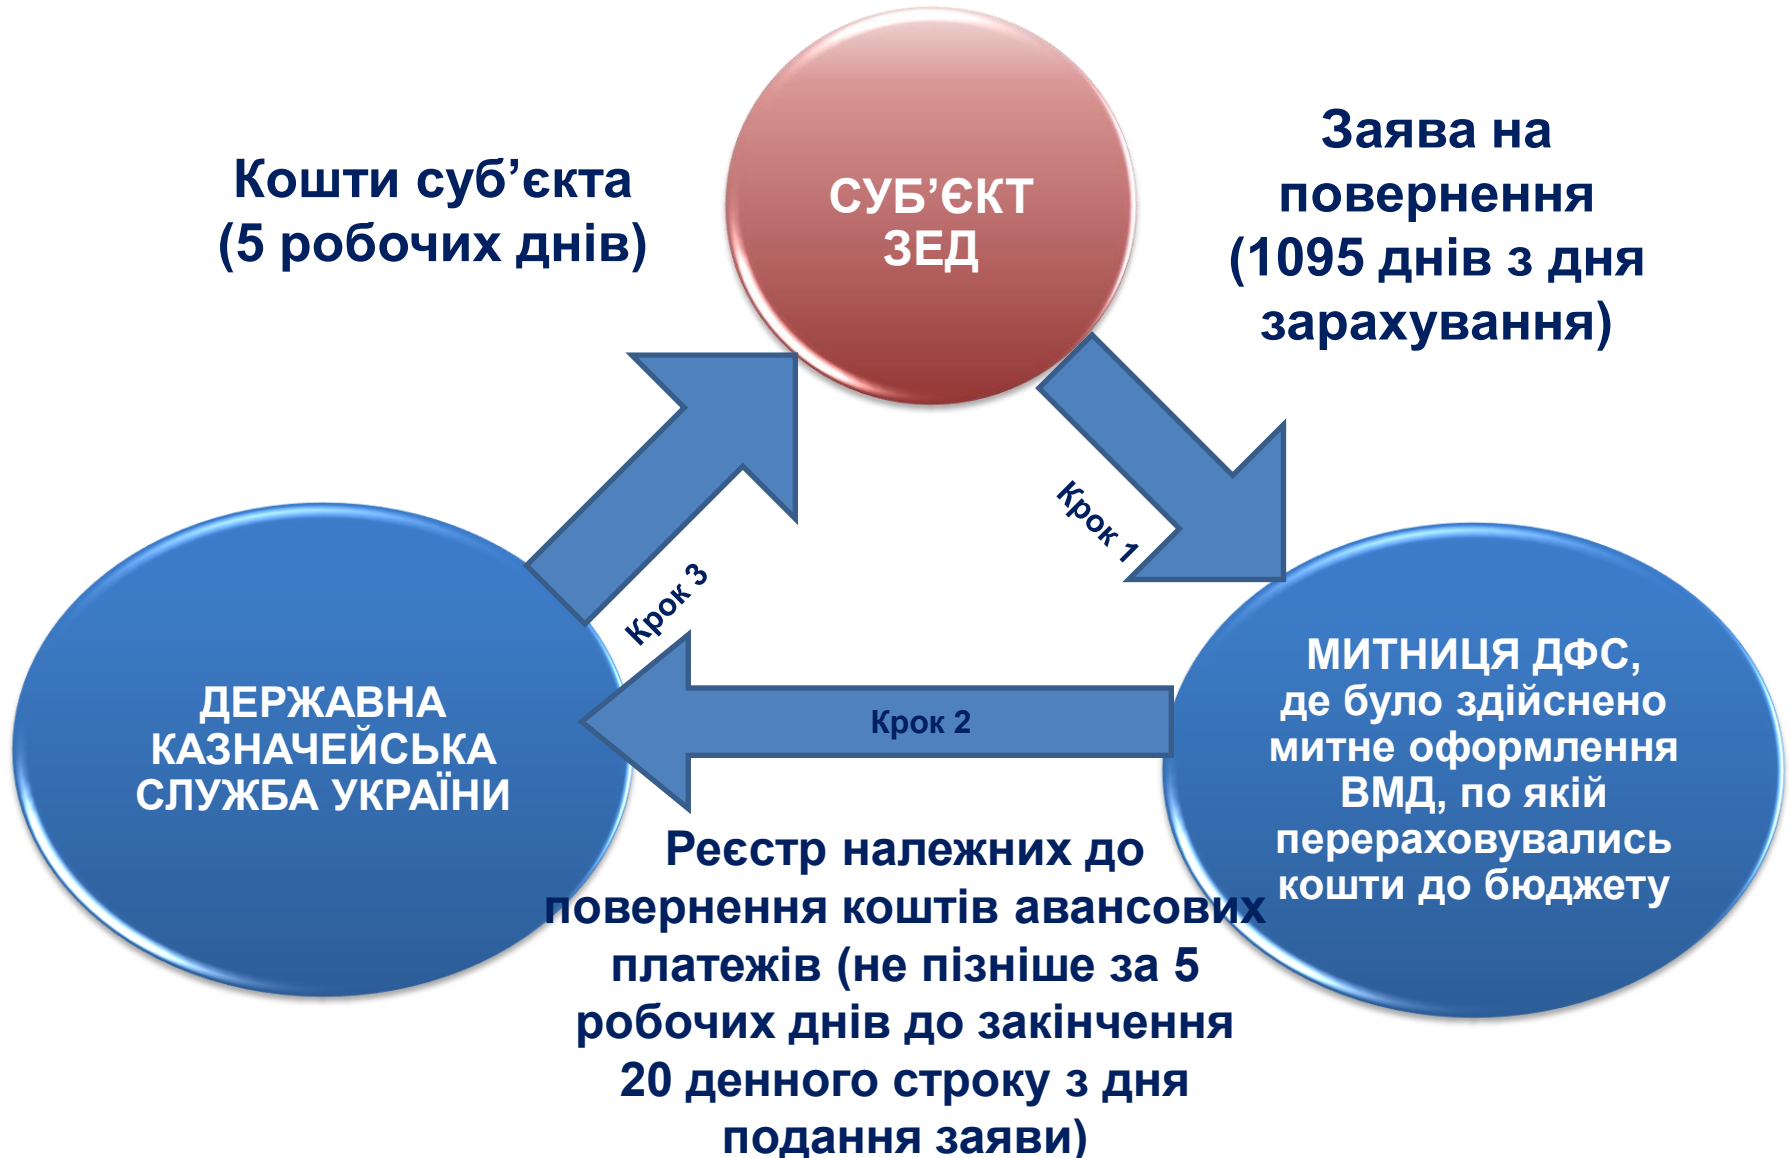 СУБ’ЄКТ
ЗЕД
Заява на
повернення
(1095 днів з дня
зарахування)
Крок 1
МИТНИЦЯ ДФС,
де було здійснено
митне оформлення
ВМД, по якій
перераховувались
кошти до бюджету
Крок 2
Реєстр належних до
повернення коштів авансових
платежів (не пізніше за 5
робочих днів до закінчення
20 денного строку з дня
подання заяви)
ДЕРЖАВНА
КАЗНАЧЕЙСЬКА
СЛУЖБА УКРАЇНИ
Крок 3
Кошти суб’єкта
(5 робочих днів)